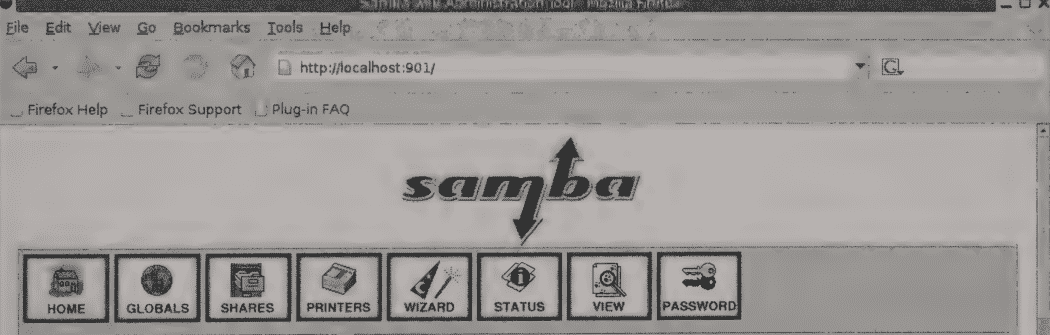 File Edit View Go Bookmarks Tools Help
http://localhost:901/
G
Firefox Help Firefox Support Plug-in FAQ
samba
HOME GLOBALS SHARES PRINTERS WIZARD STATUS VIEW PASSWORD